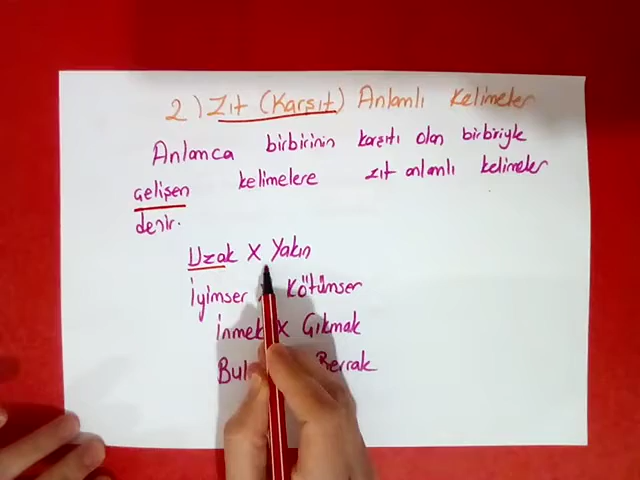 2) Zıt (Karşıt) Anlamlı Kelimeler
Anlamca birbirinin karşıtı olan birbiriyle
çelişen kelimelere zıt anlamlı kelimeler
denir.
Uzak X Yakın
İyimser Kötümser
İnmek X Çıkmak
Berrak